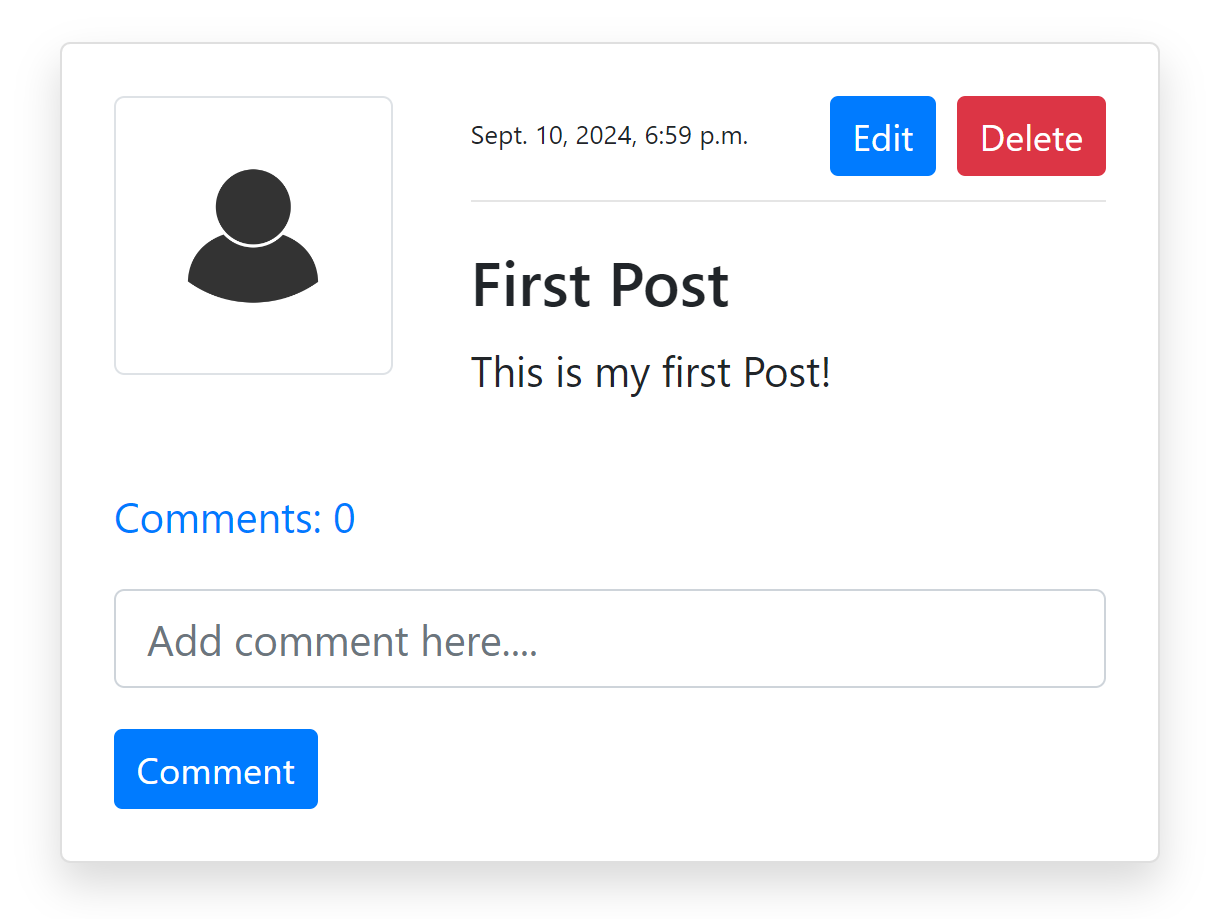 Sept. 10, 2024, 6:59 p.m.
Edit
Delete
First Post
This is my first Post!
Comments: 0
Add comment here....
Comment